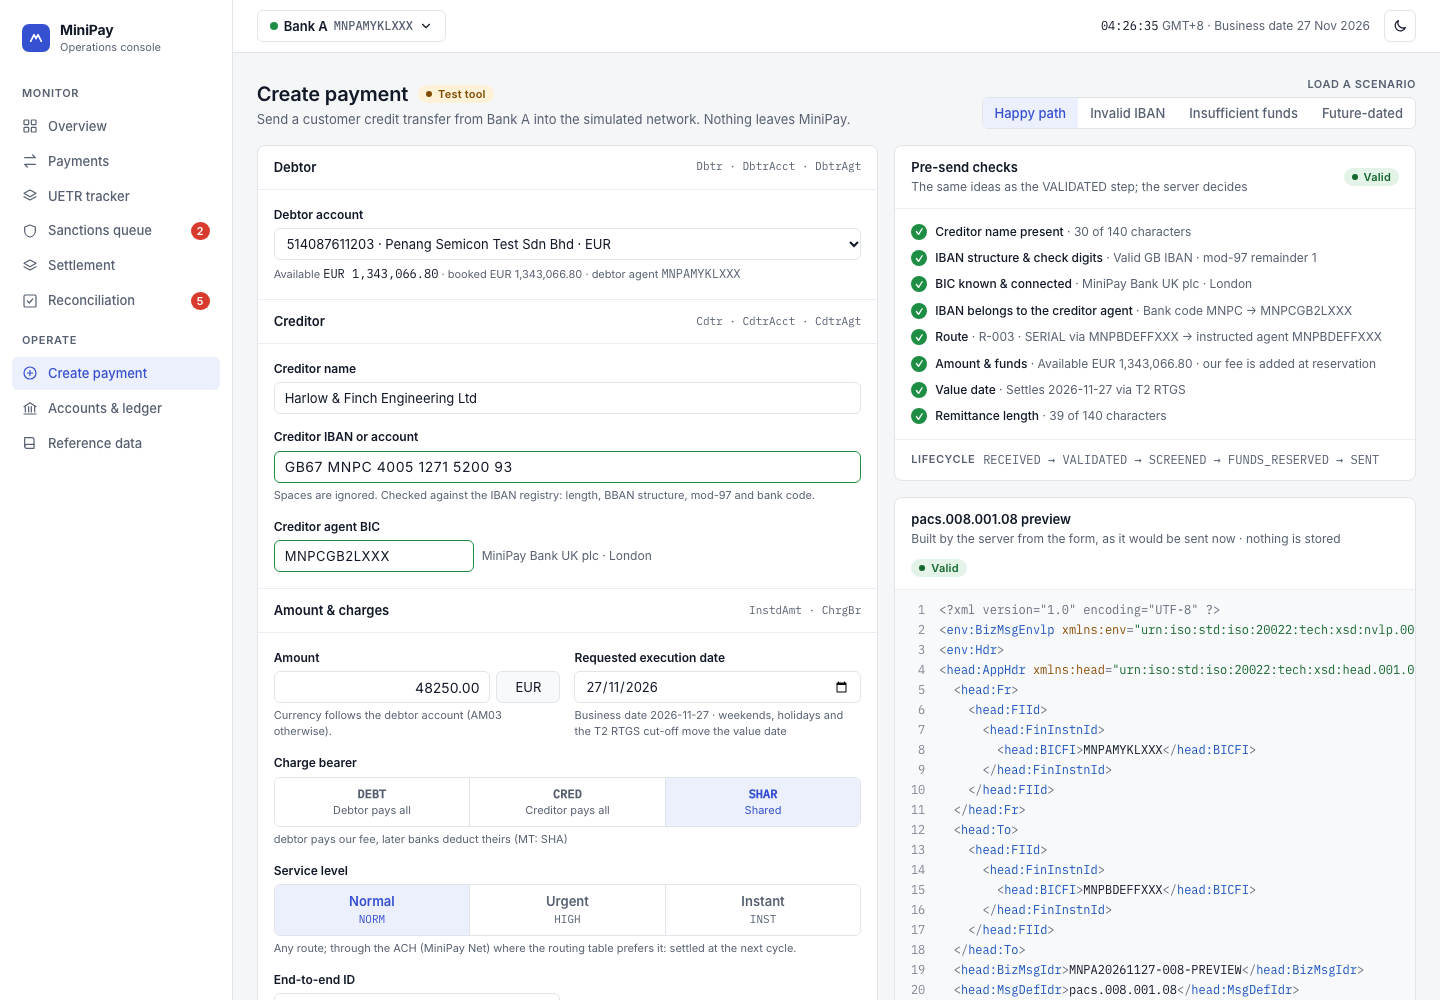 MiniPay
Operations console
MONITOR
Overview
Payments
UETR tracker
Sanctions queue 2
Settlement
Reconciliation 5
OPERATE
Create payment
Accounts & ledger
Reference data
Bank A MNPAMYKLXXX
04:26:35 GMT+8 · Business date 27 Nov 2026
Create payment Test tool
Send a customer credit transfer from Bank A into the simulated network. Nothing leaves MiniPay.
LOAD A SCENARIO
Happy path Invalid IBAN Insufficient funds Future-dated
Debtor Dbtr · DbtrAcct · DbtrAgt
Debtor account
514087611203 · Penang Semicon Test Sdn Bhd · EUR
Available EUR 1,343,066.80 · booked EUR 1,343,066.80 · debtor agent MNPAMYKLXXX
Creditor Cdtr · CdtrAcct · CdtrAgt
Creditor name
Harlow & Finch Engineering Ltd
Creditor IBAN or account
GB67 MNPC 4005 1271 5200 93
Spaces are ignored. Checked against the IBAN registry: length, BBAN structure, mod-97 and bank code.
Creditor agent BIC
MNPCGB2LXXX MiniPay Bank UK plc · London
Amount & charges InstdAmt · ChrgBr
Amount
48250.00 EUR
Currency follows the debtor account (AM03
otherwise).
Requested execution date
27/11/2026
Business date 2026-11-27 · weekends, holidays and
the T2 RTGS cut-off move the value date
Charge bearer
DEBT
Debtor pays all
CRED
Creditor pays all
SHAR
Shared
debtor pays our fee, later banks deduct theirs (MT: SHA)
Service level
Normal
NORM
Urgent
HIGH
Instant
INST
Any route; through the ACH (MiniPay Net) where the routing table prefers it: settled at the next cycle.
End-to-end ID
Pre-send checks
The same ideas as the VALIDATED step; the server decides
Valid
Creditor name present · 30 of 140 characters
IBAN structure & check digits · Valid GB IBAN · mod-97 remainder 1
BIC known & connected · MiniPay Bank UK plc · London
IBAN belongs to the creditor agent · Bank code MNPC → MNPCGB2LXXX
Route · R-003 · SERIAL via MNPBDEFFXXX → instructed agent MNPBDEFFXXX
Amount & funds · Available EUR 1,343,066.80 · our fee is added at reservation
Value date · Settles 2026-11-27 via T2 RTGS
Remittance length · 39 of 140 characters
LIFECYCLE RECEIVED → VALIDATED → SCREENED → FUNDS_RESERVED → SENT
pacs.008.001.08 preview
Built by the server from the form, as it would be sent now · nothing is stored
Valid
1 <?xml version="1.0" encoding="UTF-8" ?>
2 <env:BizMsgEnvlp xmlns:env="urn:iso:std:iso:20022:tech:xsd:nvlp.00
3 <env:Hdr>
4 <head:AppHdr xmlns:head="urn:iso:std:iso:20022:tech:xsd:head.001.0
5 <head:Fr>
6 <head:FIId>
7 <head:FinInstnId>
8 <head:BICFI>MNPAMYKLXXX</head:BICFI>
9 </head:FinInstnId>
10 </head:FIId>
11 </head:Fr>
12 <head:To>
13 <head:FIId>
14 <head:FinInstnId>
15 <head:BICFI>MNPBDEFFXXX</head:BICFI>
16 </head:FinInstnId>
17 </head:FIId>
18 </head:To>
19 <head:BizMsgIdr>MNPA20261127-008-PREVIEW</head:BizMsgIdr>
20 <head:MsgDefIdr>pacs.008.001.08</head:MsgDefIdr>